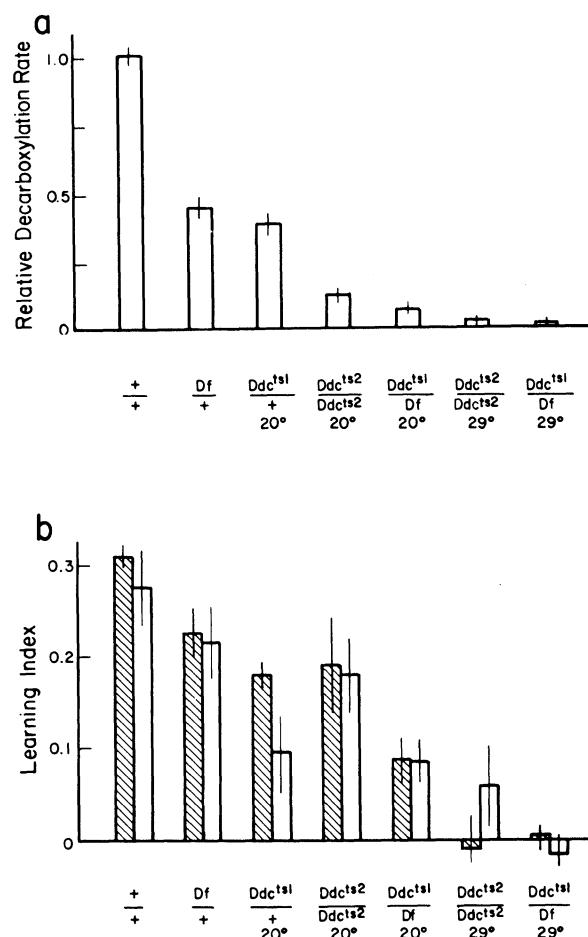 a
Relative Decarboxylation Rate
1.0
0.5
0
+ Df Ddc^ts1 Ddc^ts2 Ddc^ts1 Ddc^ts2 Ddc^ts1
+ + + Ddc^ts2 Df Ddc^ts2 Df
20° 20° 20° 29° 29°
b
Learning Index
0.3
0.2
0.1
0
+ Df Ddc^ts1 Ddc^ts2 Ddc^ts1 Ddc^ts2 Ddc^ts1
+ + + Ddc^ts2 Df Ddc^ts2 Df
20° 20° 20° 29° 29°